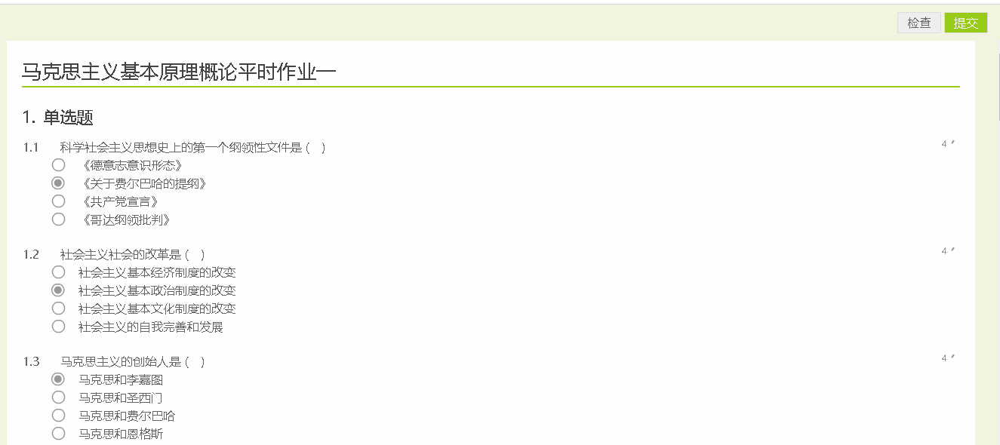 检查 提交
马克思主义基本原理概论平时作业一
1. 单选题
1.1 科学社会主义思想史上的第一个纲领性文件是 ( ) 4
《德意志意识形态》
《关于费尔巴哈的提纲》
《共产党宣言》
《哥达纲领批判》
1.2 社会主义社会的改革是 ( ) 4
社会主义基本经济制度的改变
社会主义基本政治制度的改变
社会主义基本文化制度的改变
社会主义的自我完善和发展
1.3 马克思主义的创始人是 ( ) 4
马克思和李嘉图
马克思和圣西门
马克思和费尔巴哈
马克思和恩格斯